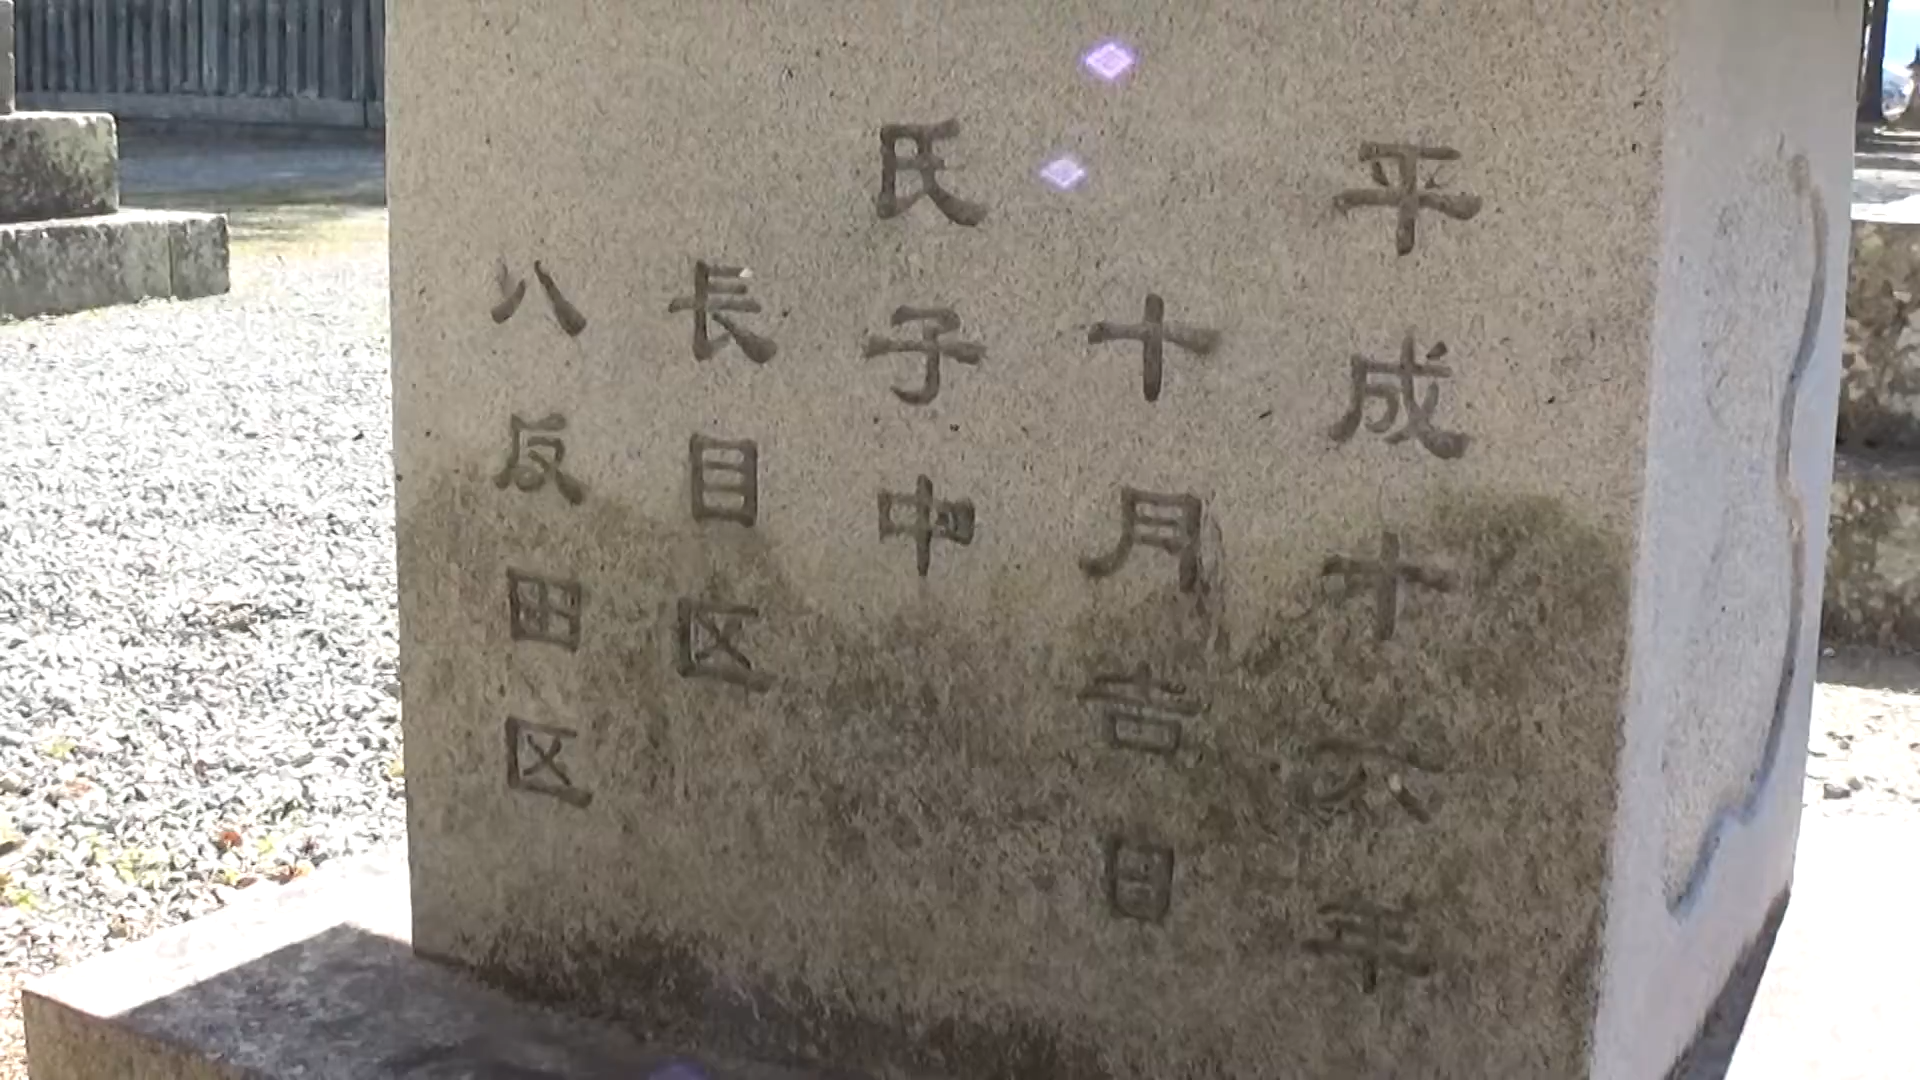 平成十六年
十月吉日
氏子中
長目区
八反田区